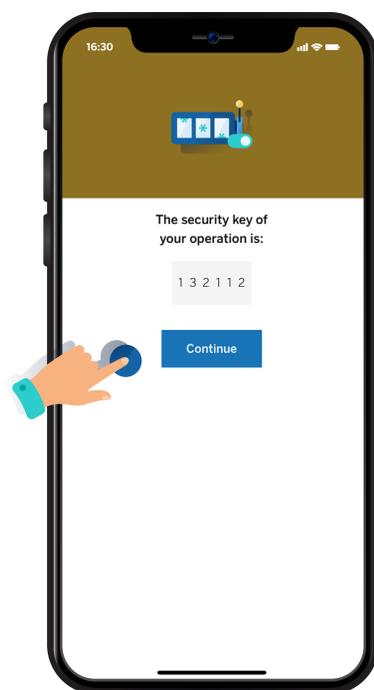 16:30
The security key of
your operation is:
1 3 2 1 1 2
Continue